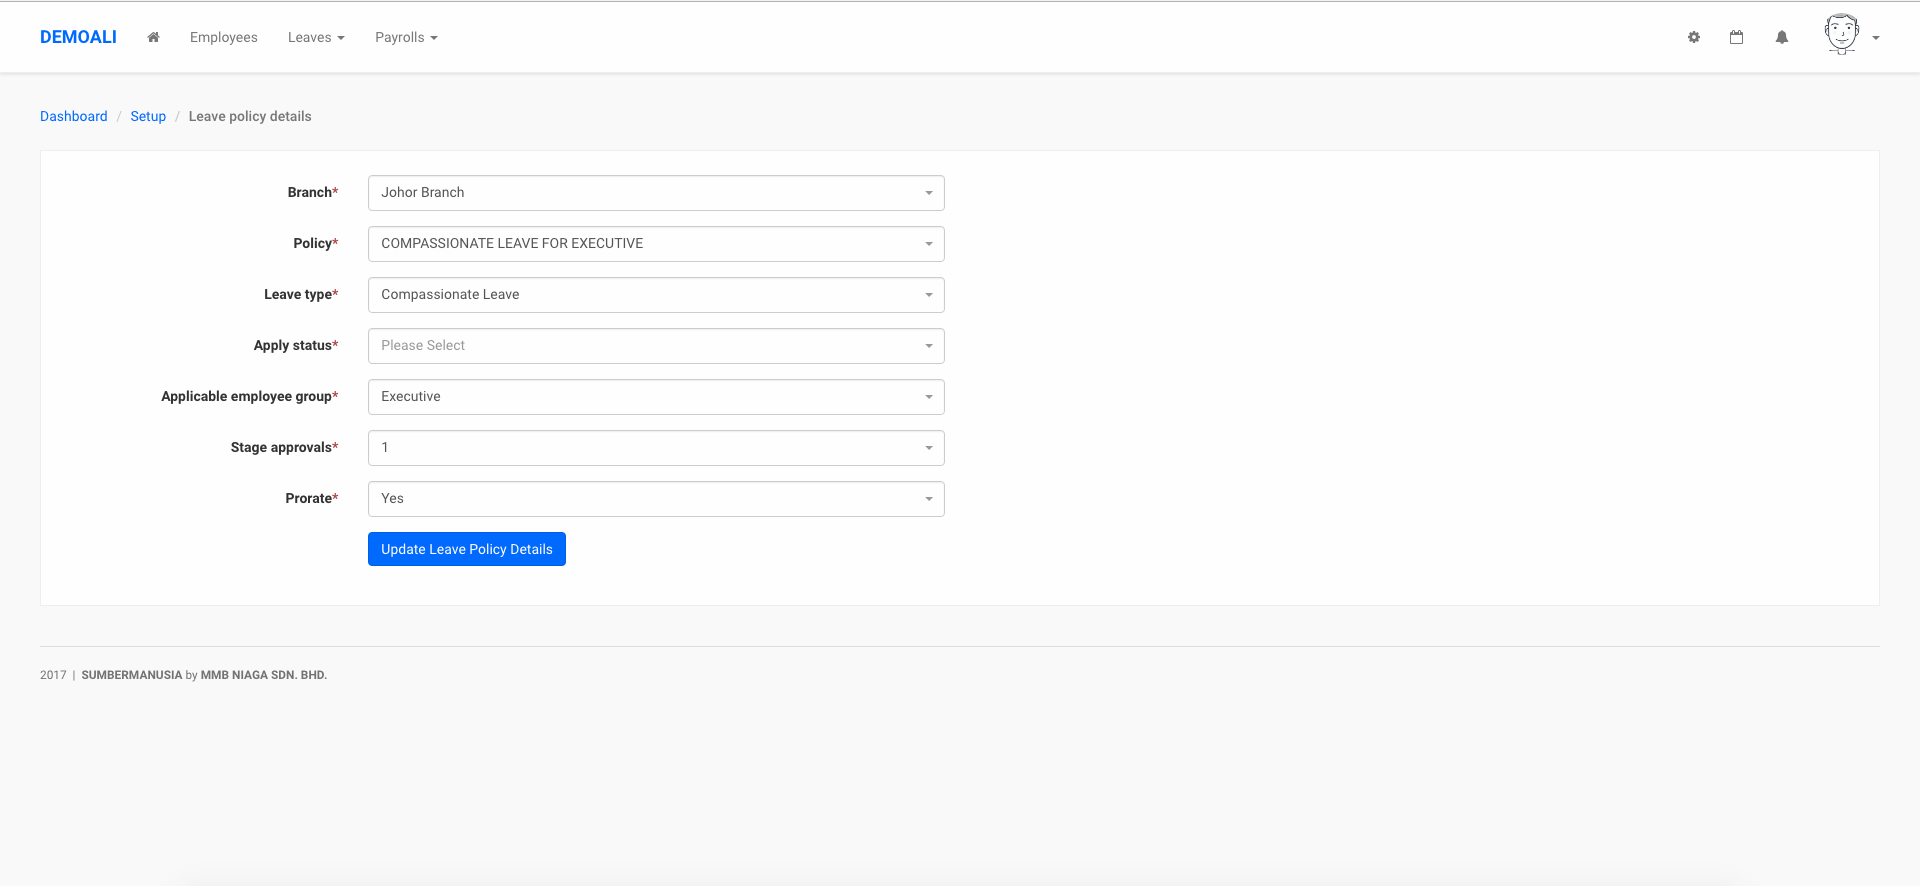 DEMOALI Employees Leaves Payrolls
Dashboard / Setup / Leave policy details
Branch* Johor Branch
Policy* COMPASSIONATE LEAVE FOR EXECUTIVE
Leave type* Compassionate Leave
Apply status* Please Select
Applicable employee group* Executive
Stage approvals* 1
Prorate* Yes
Update Leave Policy Details
2017 | SUMBERMANUSIA by MMB NIAGA SDN. BHD.